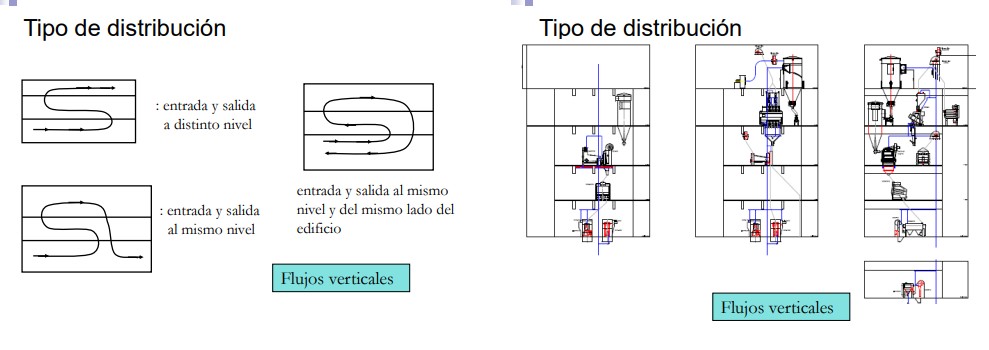 Tipo de distribución
: entrada y salida
a distinto nivel
: entrada y salida
al mismo nivel
entrada y salida al mismo
nivel y del mismo lado del
edificio
Flujos verticales
Tipo de distribución
Flujos verticales